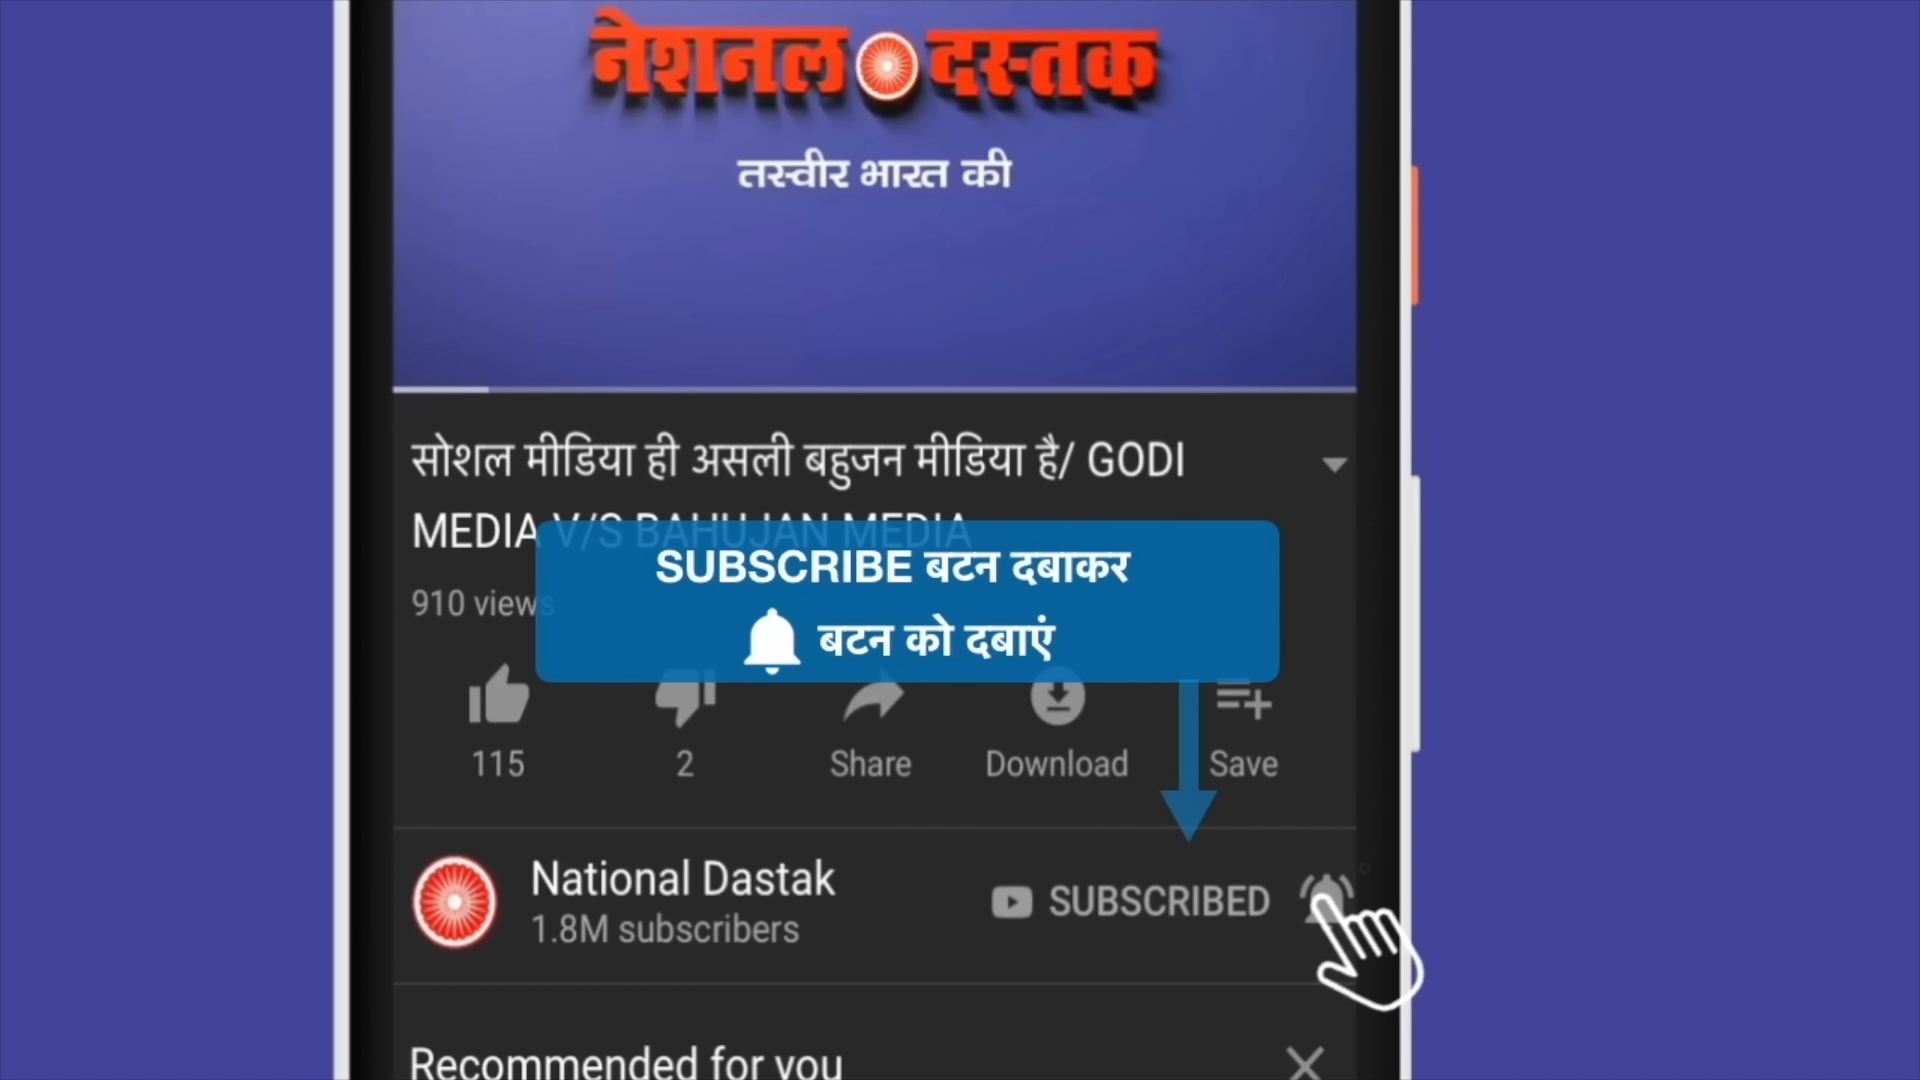 नेशनल दस्तक
तस्वीर भारत की
सोशल मीडिया ही असली बहुजन मीडिया है/ GODI
MEDIA V/S BAHUJAN MEDIA
SUBSCRIBE बटन दबाकर
बटन को दबाएं
910 views
115
2
Share
Download
Save
National Dastak
1.8M subscribers
SUBSCRIBED
Recommended for you